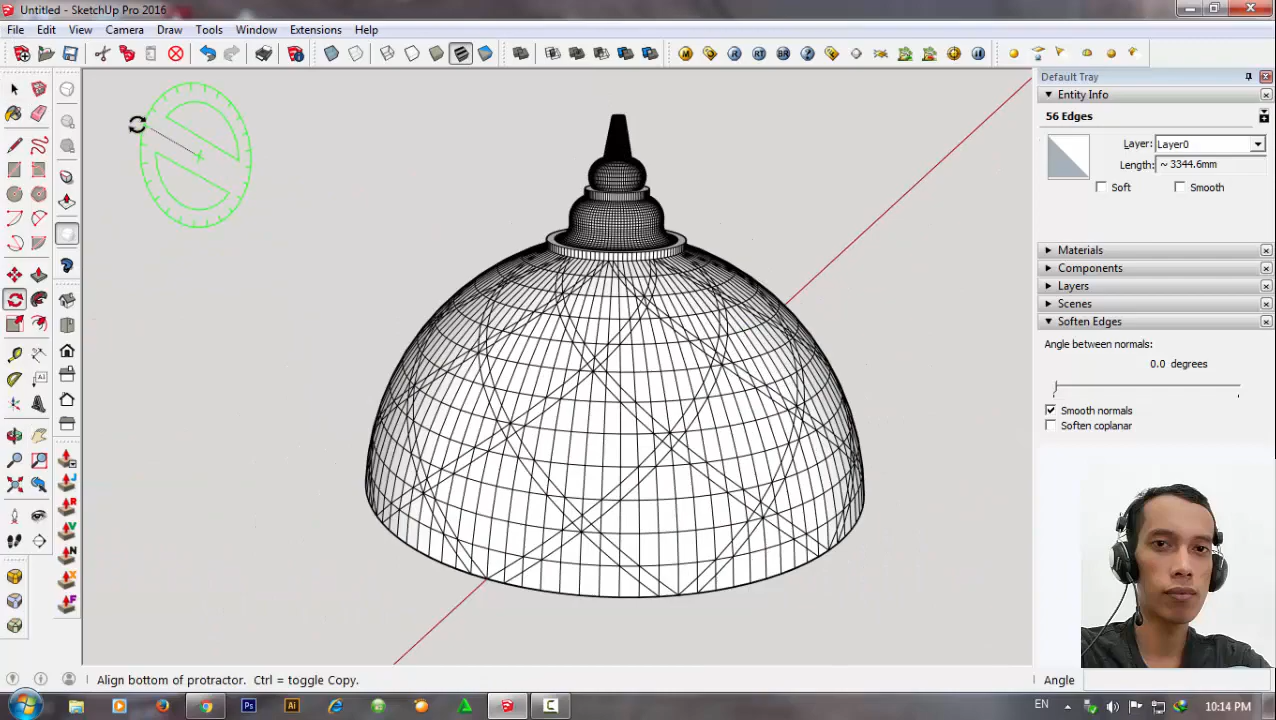 Untitled - SketchUp Pro 2016
File Edit View Camera Draw Tools Window Extensions Help
Default Tray
Entity Info
56 Edges
Layer: Layer0
Length: ~ 3344.6mm
Soft Smooth
Materials
Components
Layers
Scenes
Soften Edges
Angle between normals:
0.0 degrees
Smooth normals
Soften coplanar
Align bottom of protractor. Ctrl = toggle Copy.
Angle
EN
10:14 PM